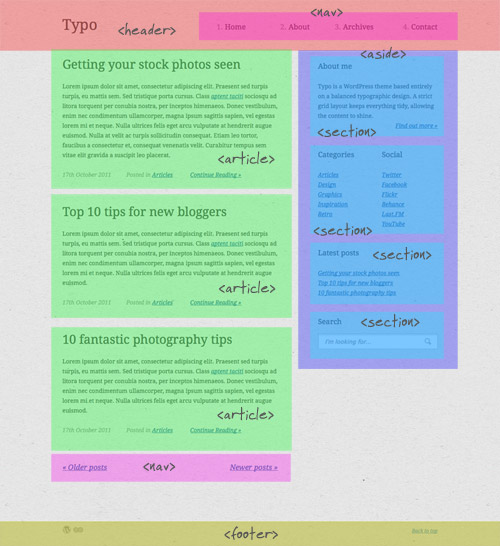 Typo
<header>
<nav>
1. Home 2. About 3. Archives 4. Contact
Getting your stock photos seen
Lorem ipsum dolor sit amet, consectetur adipiscing elit. Praesent sed turpis
turpis, eu mattis sem. Sed tristique porta cursus. Class aptent taciti sociosqu ad
litora torquent per conubia nostra, per inceptos himenaeos. Donec vestibulum,
enim nec condimentum ullamcorper, magna ipsum sagittis sapien, vel egestas
lorem mi et neque. Nulla ultrices felis eget arcu vulputate at bibendum massa
euismod. Nulla at velit at turpis sollicitudin consequat. Etiam leo tortor,
faucibus a consectetur et, consequat venenatis velit. Curabitur tempus sem
vitae elit gravida a suscipit leo placerat.
<article>
17th October 2011 Posted in Articles Continue Reading »
Top 10 tips for new bloggers
Lorem ipsum dolor sit amet, consectetur adipiscing elit. Praesent sed turpis
turpis, eu mattis sem. Sed tristique porta cursus. Class aptent taciti sociosqu ad
litora torquent per conubia nostra, per inceptos himenaeos. Donec vestibulum,
enim nec condimentum ullamcorper, magna ipsum sagittis sapien, vel egestas
lorem mi et neque. Nulla ultrices felis eget arcu vulputate at bibendum massa
euismod.
<article>
17th October 2011 Posted in Articles Continue Reading »
10 fantastic photography tips
Lorem ipsum dolor sit amet, consectetur adipiscing elit. Praesent sed turpis
turpis, eu mattis sem. Sed tristique porta cursus. Class aptent taciti sociosqu ad
litora torquent per conubia nostra, per inceptos himenaeos. Donec vestibulum,
enim nec condimentum ullamcorper, magna ipsum sagittis sapien, vel egestas
lorem mi et neque. Nulla ultrices felis eget arcu vulputate at bibendum massa
euismod.
<article>
17th October 2011 Posted in Articles Continue Reading »
« Older posts <nav> Newer posts »
<aside>
About me
Typo is a WordPress theme based entirely
on a balanced typographic design. A strict
grid layout keeps everything tidy, allowing
the content to shine.
Find out more »
<section>
Categories Social
Articles Twitter
Design Facebook
Graphics Flickr
Inspiration Behance
Retro Last.FM
YouTube
<section>
Latest posts
<section>
Getting your stock photos seen
Top 10 tips for new bloggers
10 fantastic photography tips
Search <section>
I'm looking for...
<footer>
Back to top